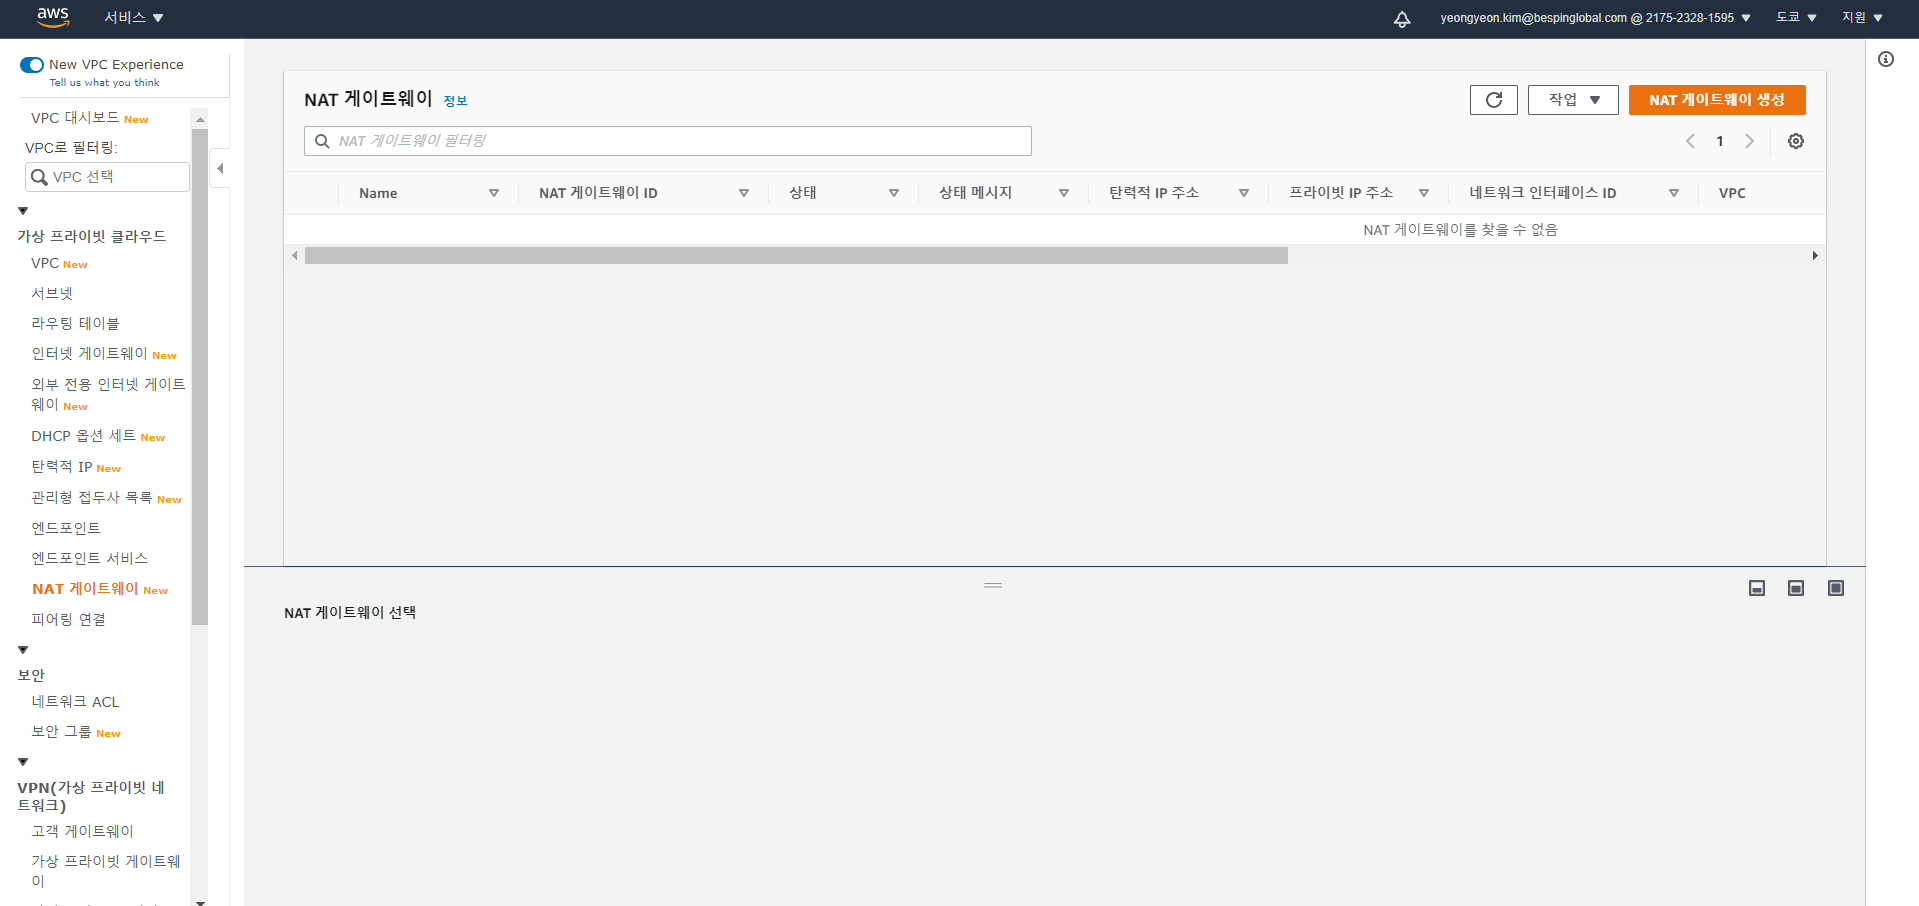 aws 서비스 yeongyeon.kim@bespinglobal.com @ 2175-2328-1595 도쿄 지원
New VPC Experience
Tell us what you think
VPC 대시보드 New
VPC로 필터링:
VPC 선택
가상 프라이빗 클라우드
VPC New
서브넷
라우팅 테이블
인터넷 게이트웨이 New
외부 전용 인터넷 게이트
웨이 New
DHCP 옵션 세트 New
탄력적 IP New
관리형 접두사 목록 New
엔드포인트
엔드포인트 서비스
NAT 게이트웨이 New
피어링 연결
보안
네트워크 ACL
보안 그룹 New
VPN(가상 프라이빗 네
트워크)
고객 게이트웨이
가상 프라이빗 게이트웨
이
NAT 게이트웨이 정보 작업 NAT 게이트웨이 생성
NAT 게이트웨이 필터링 1
Name NAT 게이트웨이 ID 상태 상태 메시지 탄력적 IP 주소 프라이빗 IP 주소 네트워크 인터페이스 ID VPC
NAT 게이트웨이를 찾을 수 없음
NAT 게이트웨이 선택